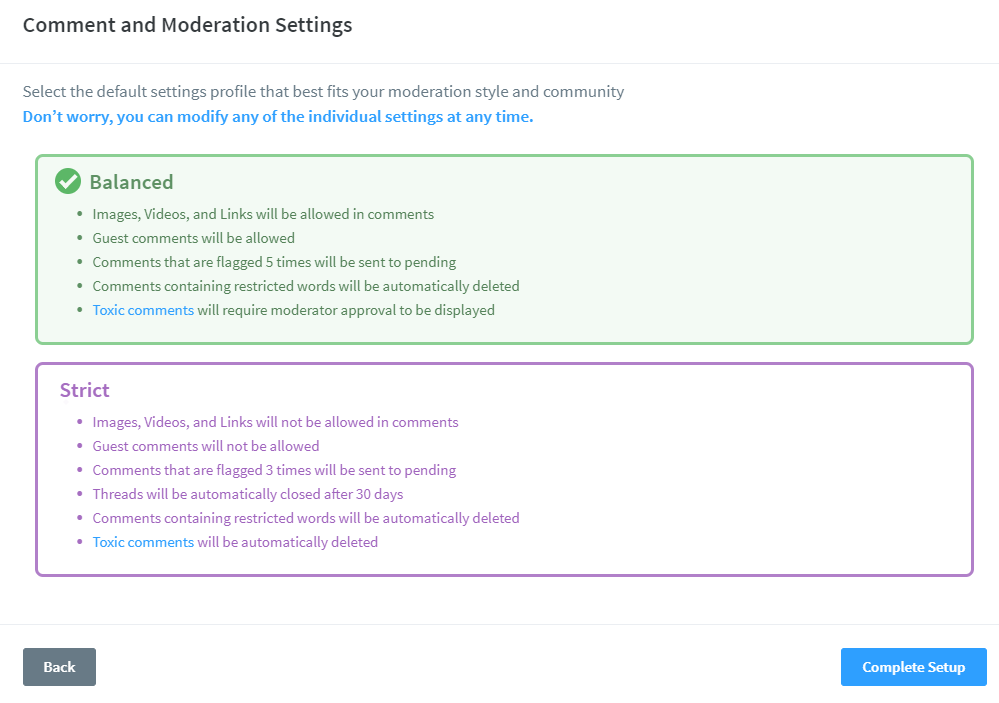 Comment and Moderation Settings
Select the default settings profile that best fits your moderation style and community
Don’t worry, you can modify any of the individual settings at any time.
Balanced
• Images, Videos, and Links will be allowed in comments
• Guest comments will be allowed
• Comments that are flagged 5 times will be sent to pending
• Comments containing restricted words will be automatically deleted
• Toxic comments will require moderator approval to be displayed
Strict
• Images, Videos, and Links will not be allowed in comments
• Guest comments will not be allowed
• Comments that are flagged 3 times will be sent to pending
• Threads will be automatically closed after 30 days
• Comments containing restricted words will be automatically deleted
• Toxic comments will be automatically deleted
Back
Complete Setup